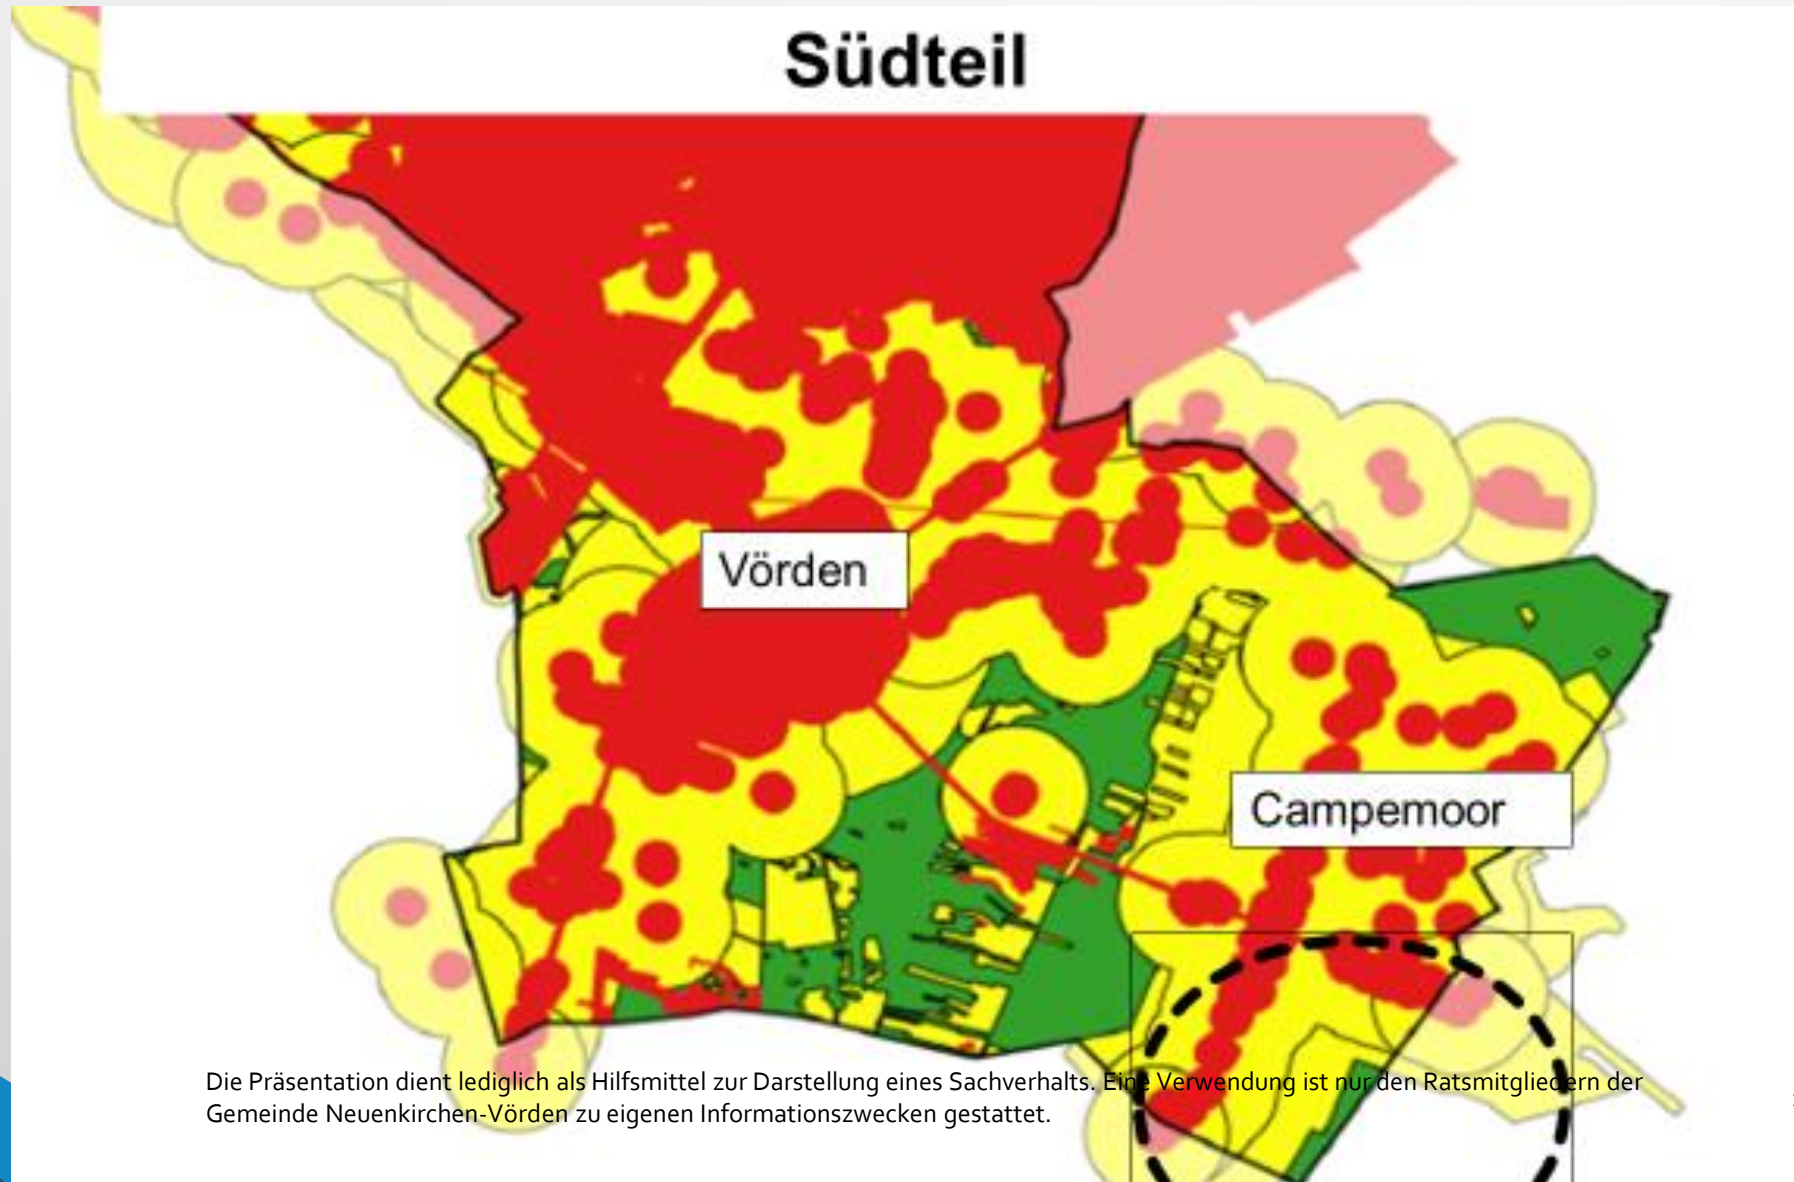 Südteil
Vörden
Campemoor
Die Präsentation dient lediglich als Hilfsmittel zur Darstellung eines Sachverhalts. Eine Verwendung ist nur den Ratsmitgliedern der
Gemeinde Neuenkirchen-Vörden zu eigenen Informationszwecken gestattet.